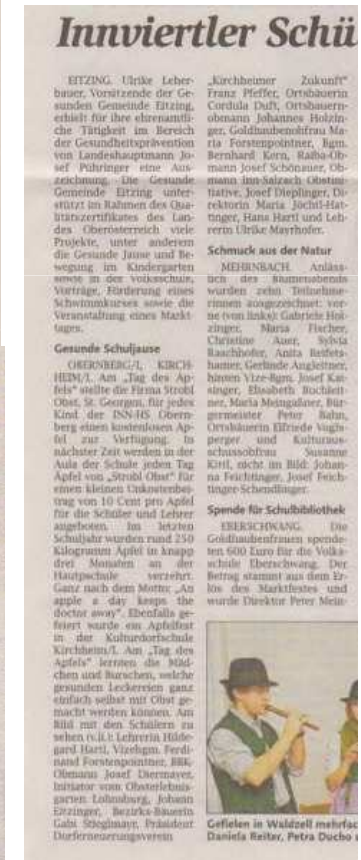 Innviertler Schü
EITZING. Ulrike Leher-
bauer, Vorsitzende der Ge-
sunden Gemeinde Eitzing,
erhielt für ihre ehrenamtli-
che Tätigkeit im Bereich
der Gesundheitsprävention
von Landeshauptmann Jo-
sef Pühringer eine Aus-
zeichnung. Die Gesunde
Gemeinde Eitzing unter-
stützt im Rahmen des Qua-
litätszertifikates des Lan-
des Oberösterreich viele
Projekte, unter anderem
die Gesunde Jause und Be-
wegung im Kindergarten
sowie in der Volksschule,
Vorträge, Förderung eines
Schwimmkurses sowie die
Veranstaltung eines Markt-
tages.
Gesunde Schuljause
OBERNBERG/I., KIRCH-
HEIM/I. Am „Tag des Ap-
fels“ stellte die Firma Strobl
Obst, St. Georgen, für jedes
Kind der INN-HS Obern-
berg einen kostenlosen Ap-
fel zur Verfügung. In
nächster Zeit werden in der
Aula der Schule jeden Tag
Äpfel von „Strobl Obst“ für
einen kleinen Unkostenbei-
trag von 10 Cent pro Apfel
für die Schüler und Lehrer
angeboten. Im letzten
Schuljahr wurden rund 250
Kilogramm Äpfel in knapp
drei Monaten an der
Hautpschule verzehrt.
Ganz nach dem Motto: „An
apple a day keeps the
doctor away“. Ebenfalls ge-
feiert wurde ein Apfelfest
in der Kulturdorfschule
Kirchheim/I. Am „Tag des
Apfels“ lernten die Mäd-
chen und Burschen, welche
gesunden Leckereien ganz
einfach selbst mit Obst ge-
macht werden können. Am
Bild mit den Schülern zu
sehen (v.li.): Lehrerin Hilde-
gard Hartl, Vizebgm. Ferdi-
nand Forstenpointner, BBK-
Obmann Josef Diermayer,
Initiator vom Obsterlebnis-
garten Lohnsburg, Johann
Eitzinger, Bezirks-Bäuerin
Gabi Stieglmayr, Präsident
Dorferneuerungsverein
„Kirchheimer Zukunft“
Franz Pfeffer, Ortsbäuerin
Cordula Duft, Ortsbauern-
obmann Johannes Holzin-
ger, Goldhaubenobfrau Ma-
ria Forstenpointner, Bgm.
Bernhard Kern, Raiba-Ob-
mann Josef Schönauer, Ob-
mann Inn-Salzach Obstini-
tiative, Josef Dieplinger, Di-
rektorin Maria Jöchtl-Hat-
tinger, Hans Hartl und Leh-
rerin Ulrike Mayrhofer.
Schmuck aus der Natur
MEHRNBACH. Anläss-
lich des Blumenabends
wurden zehn Teilnehme-
rinnen ausgezeichnet: vor-
ne (von links): Gabriele Hol-
zinger, Maria Fischer,
Christine Auer, Sylvia
Raschhofer, Anita Reifets-
hamer, Gerlinde Angleitner,
hinten Vize-Bgm. Josef Kat-
singer, Elisabeth Buchleit-
ner, Maria Meingaßner, Bür-
germeister Peter Bahn,
Ortsbäuerin Elfriede Vogls-
perger und Kulturaus-
schussobfrau Susanne
Kittl, nicht im Bild: Johan-
na Feichtinger, Josef Feich-
tinger Schendlinger.
Spende für Schulbibliothek
EBERSCHWANG. Die
Goldhaubenfrauen spende-
ten 600 Euro für die Volks-
schule Eberschwang. Der
Betrag stammt aus dem Er-
lös des Marktfestes und
wurde Direktor Peter Mein-
Gefielen in Waldzell mehrfac
Daniela Reiter, Petra Ducho